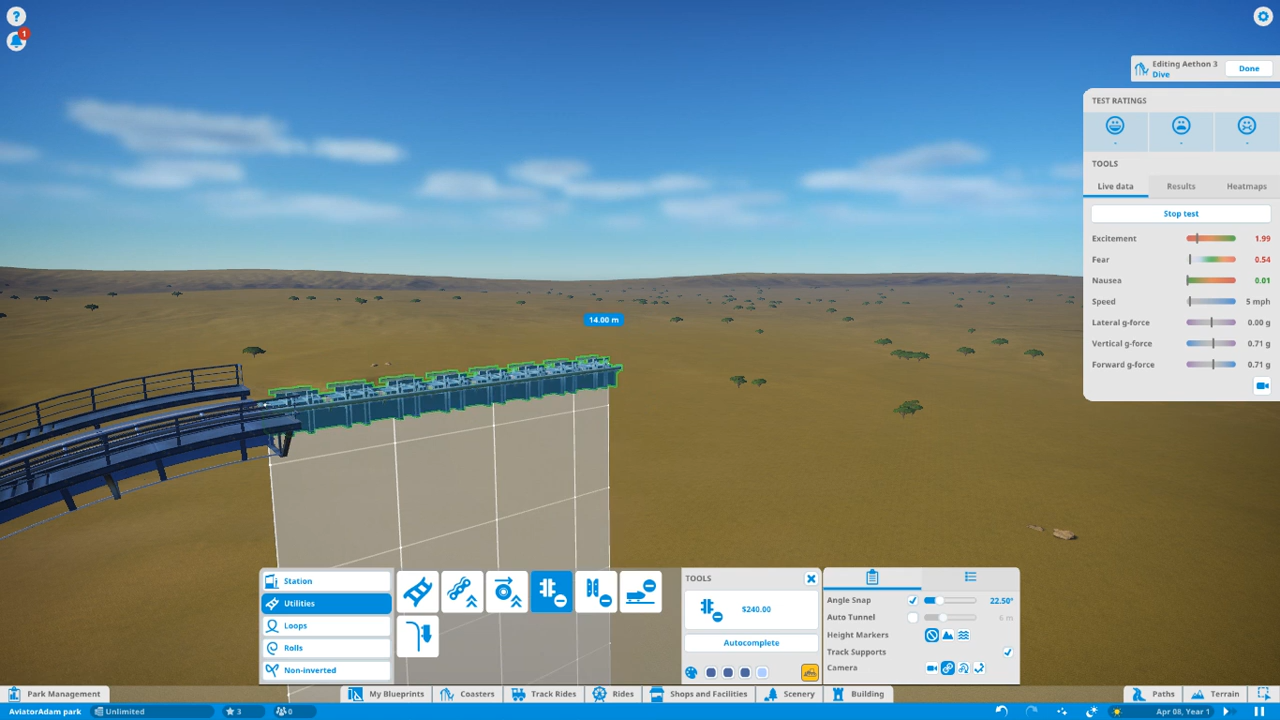 ?
1
Editing Aethon 3
Dive
Done
TEST RATINGS
-
-
-
TOOLS
Live data
Results
Heatmaps
Stop test
Excitement
1.99
Fear
0.54
Nausea
0.01
Speed
5 mph
Lateral g-force
0.00 g
Vertical g-force
0.71 g
Forward g-force
0.71 g
14.00 m
Station
Utilities
Loops
Rolls
Non-inverted
TOOLS
$240.00
Autocomplete
Angle Snap
22.50°
Auto Tunnel
6 m
Height Markers
Track Supports
Camera
Park Management
My Blueprints
Coasters
Track Rides
Rides
Shops and Facilities
Scenery
Building
Paths
Terrain
AviatorAdam park
Unlimited
3
0
Apr 08, Year 1